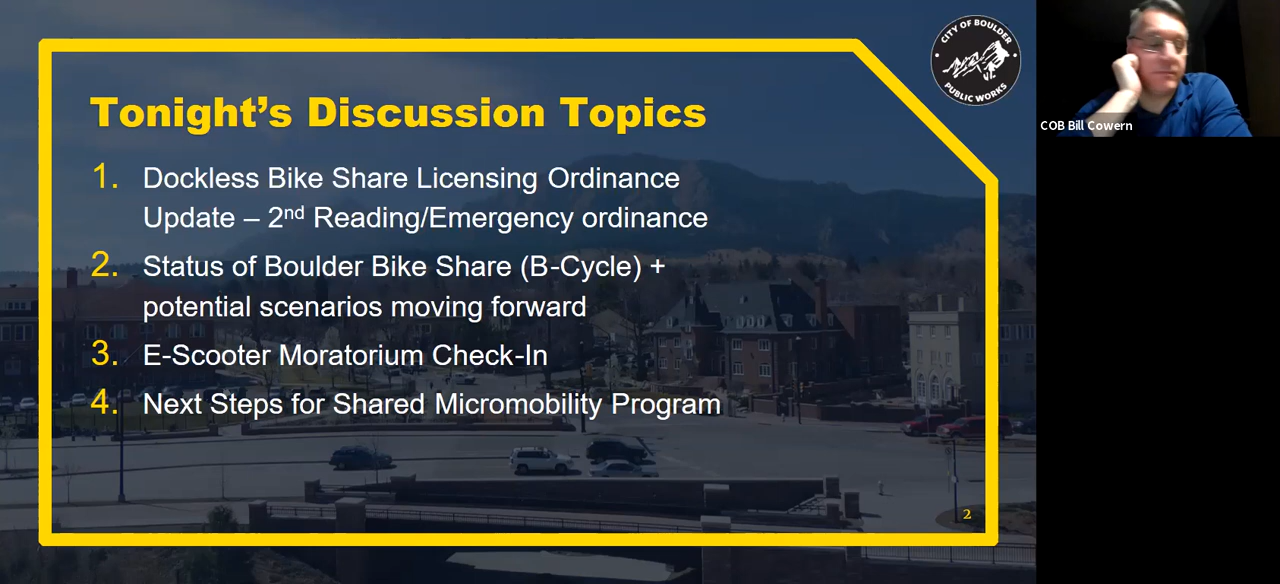 CITY OF BOULDER
PUBLIC WORKS
COB Bill Cowern
Tonight’s Discussion Topics
1. Dockless Bike Share Licensing Ordinance
Update – 2nd Reading/Emergency ordinance
2. Status of Boulder Bike Share (B-Cycle) +
potential scenarios moving forward
3. E-Scooter Moratorium Check-In
4. Next Steps for Shared Micromobility Program
2